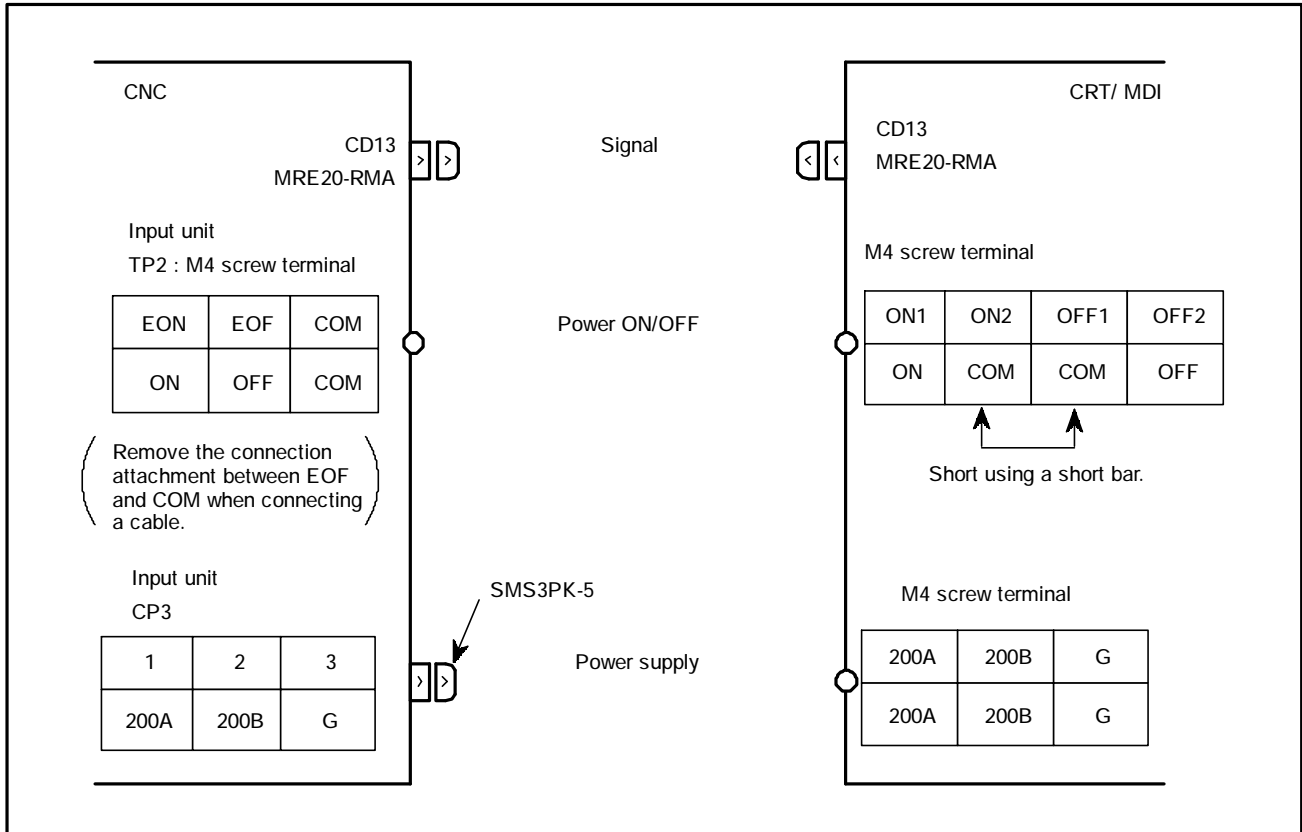 CNC
CRT/ MDI
CD13
MRE20-RMA
Signal
CD13
MRE20-RMA
Input unit
TP2 : M4 screw terminal
M4 screw terminal
EON EOF COM
ON OFF COM
Power ON/OFF
ON1 ON2 OFF1 OFF2
ON COM COM OFF
Remove the connection
attachment between EOF
and COM when connecting
a cable.
Short using a short bar.
Input unit
CP3
SMS3PK-5
M4 screw terminal
1 2 3
200A 200B G
Power supply
200A 200B G
200A 200B G